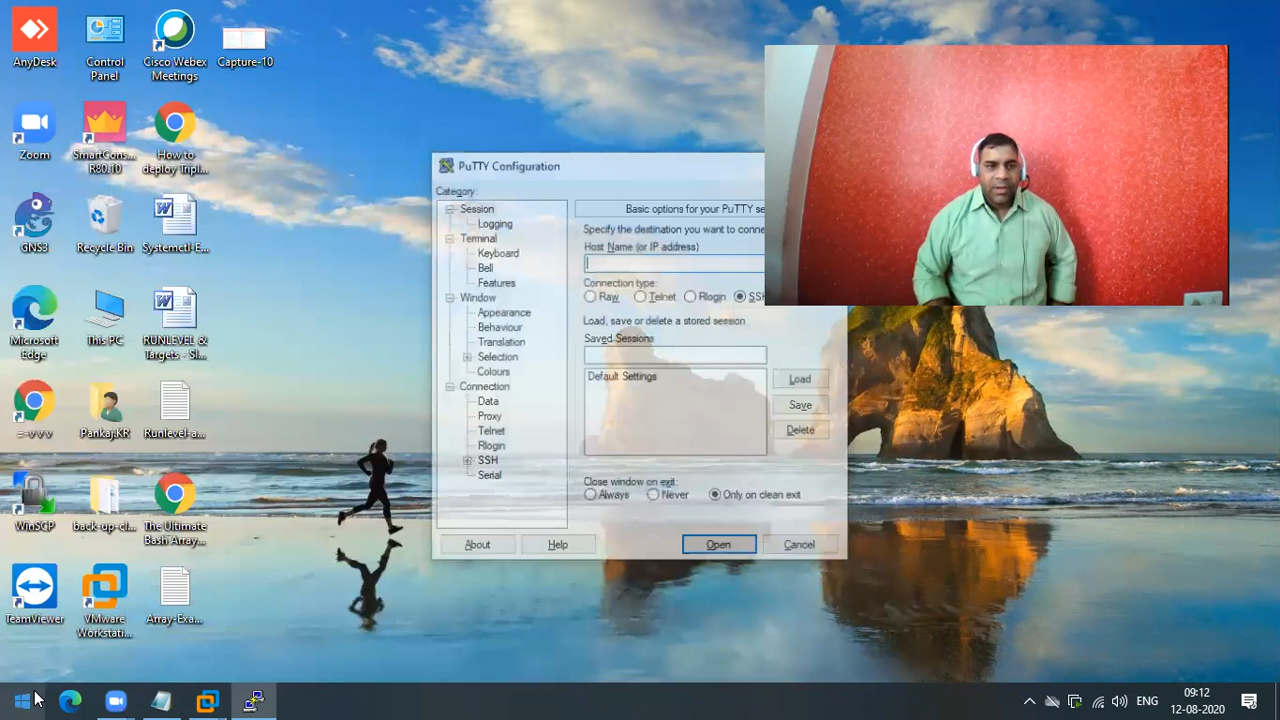 AnyDesk
Control
Panel
Cisco Webex
Meetings
Capture-10
Zoom
SmartCons...
R80.10
How to
deploy Tripl...
GNS3
Recycle Bin
Systemctl-E...
Microsoft
Edge
This PC
RUNLEVEL &
Targets - Sl...
=-v-v-v
Pankaj.KR
Runlevel-a...
WinSCP
back-up-cl...
The Ultimate
Bash Array...
TeamViewer
VMware
Workstati...
Array-Exa...
PuTTY Configuration
Category:
Session
Logging
Terminal
Keyboard
Bell
Features
Window
Appearance
Behaviour
Translation
Selection
Colours
Connection
Data
Proxy
Telnet
Rlogin
SSH
Serial
Basic options for your PuTTY se
Specify the destination you want to conne
Host Name (or IP address)
Connection type:
Raw Telnet Rlogin SSH
Load, save or delete a stored session
Saved Sessions
Default Settings
Load
Save
Delete
Close window on exit:
Always Never Only on clean exit
About Help Open Cancel
ENG
09:12
12-08-2020